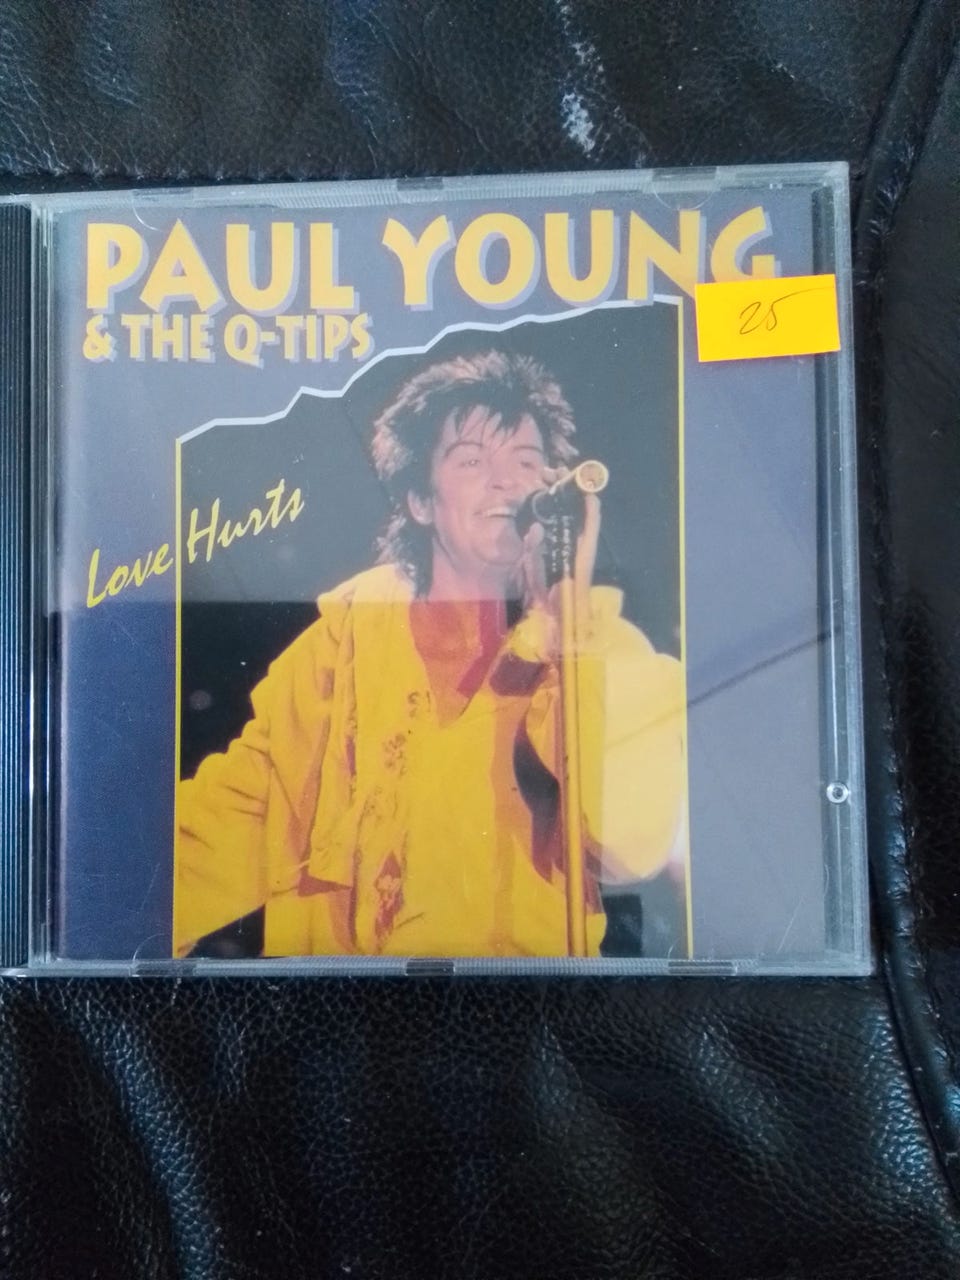 PAUL YOUNG
& THE Q-TIPS
25
Love Hurts